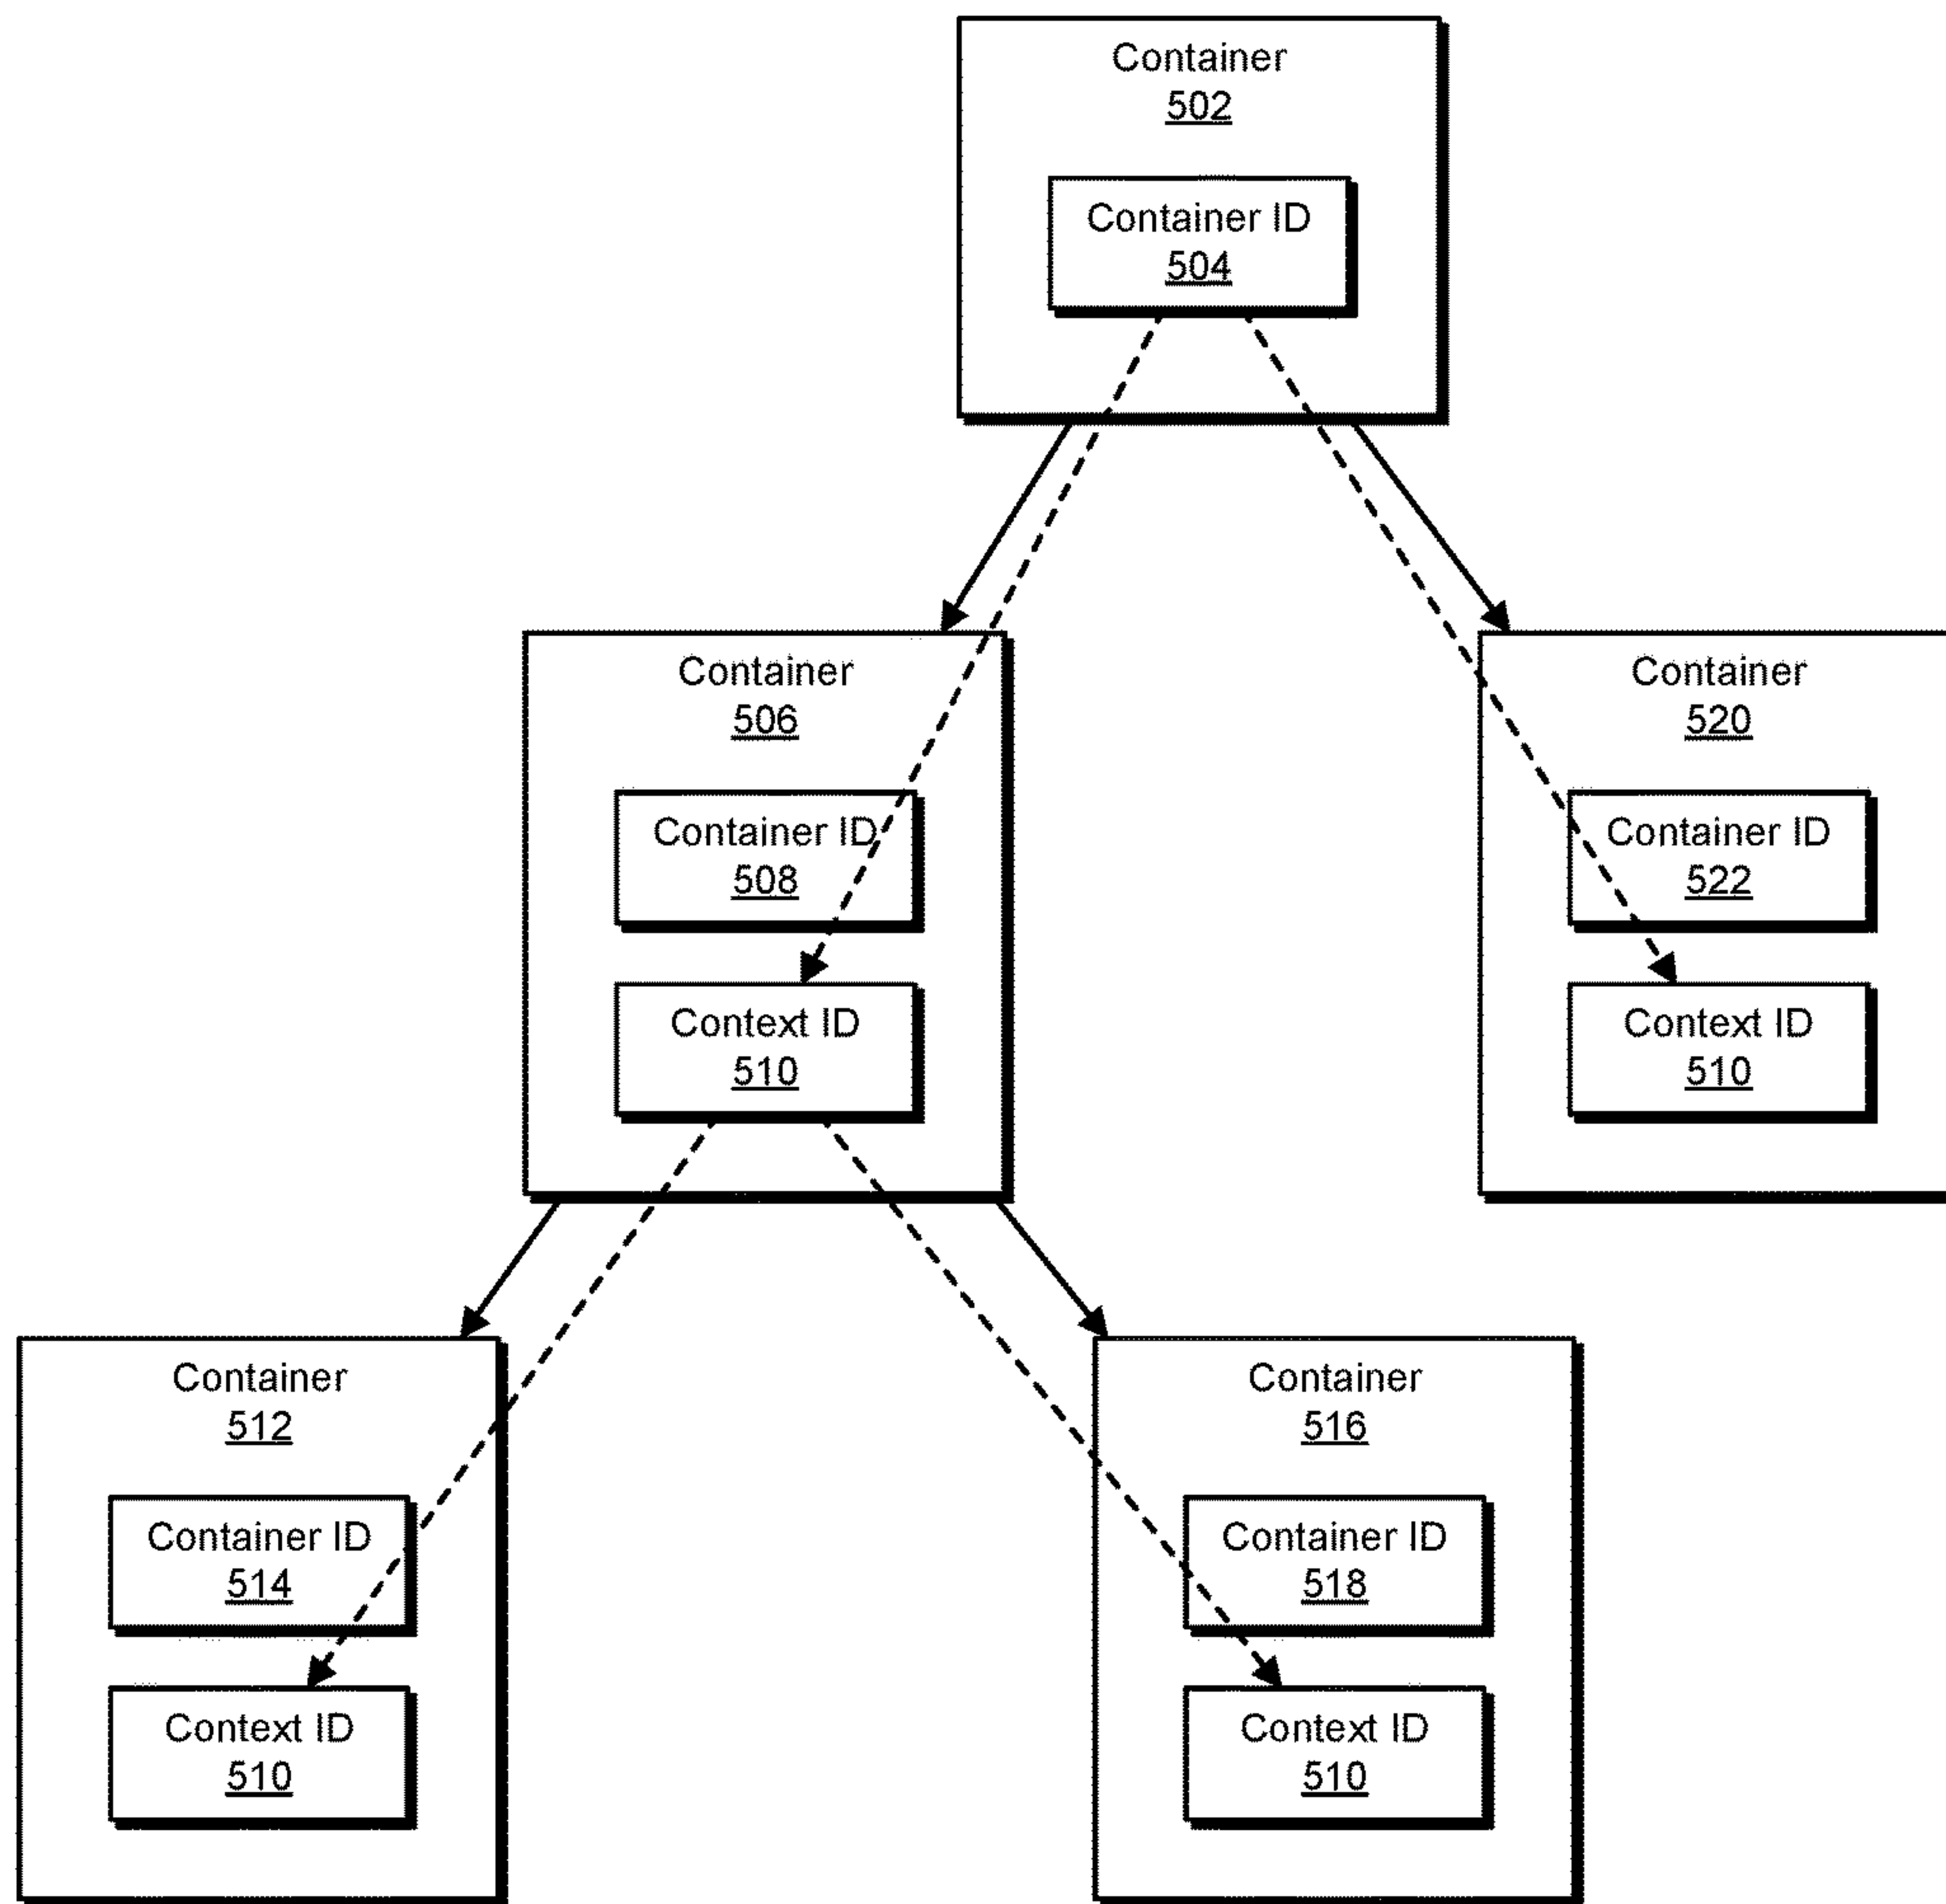 Container
502
Container ID
504
Container
506
Container ID
508
Context ID
510
Container
520
Container ID
522
Context ID
510
Container
512
Container ID
514
Context ID
510
Container
516
Container ID
518
Context ID
510